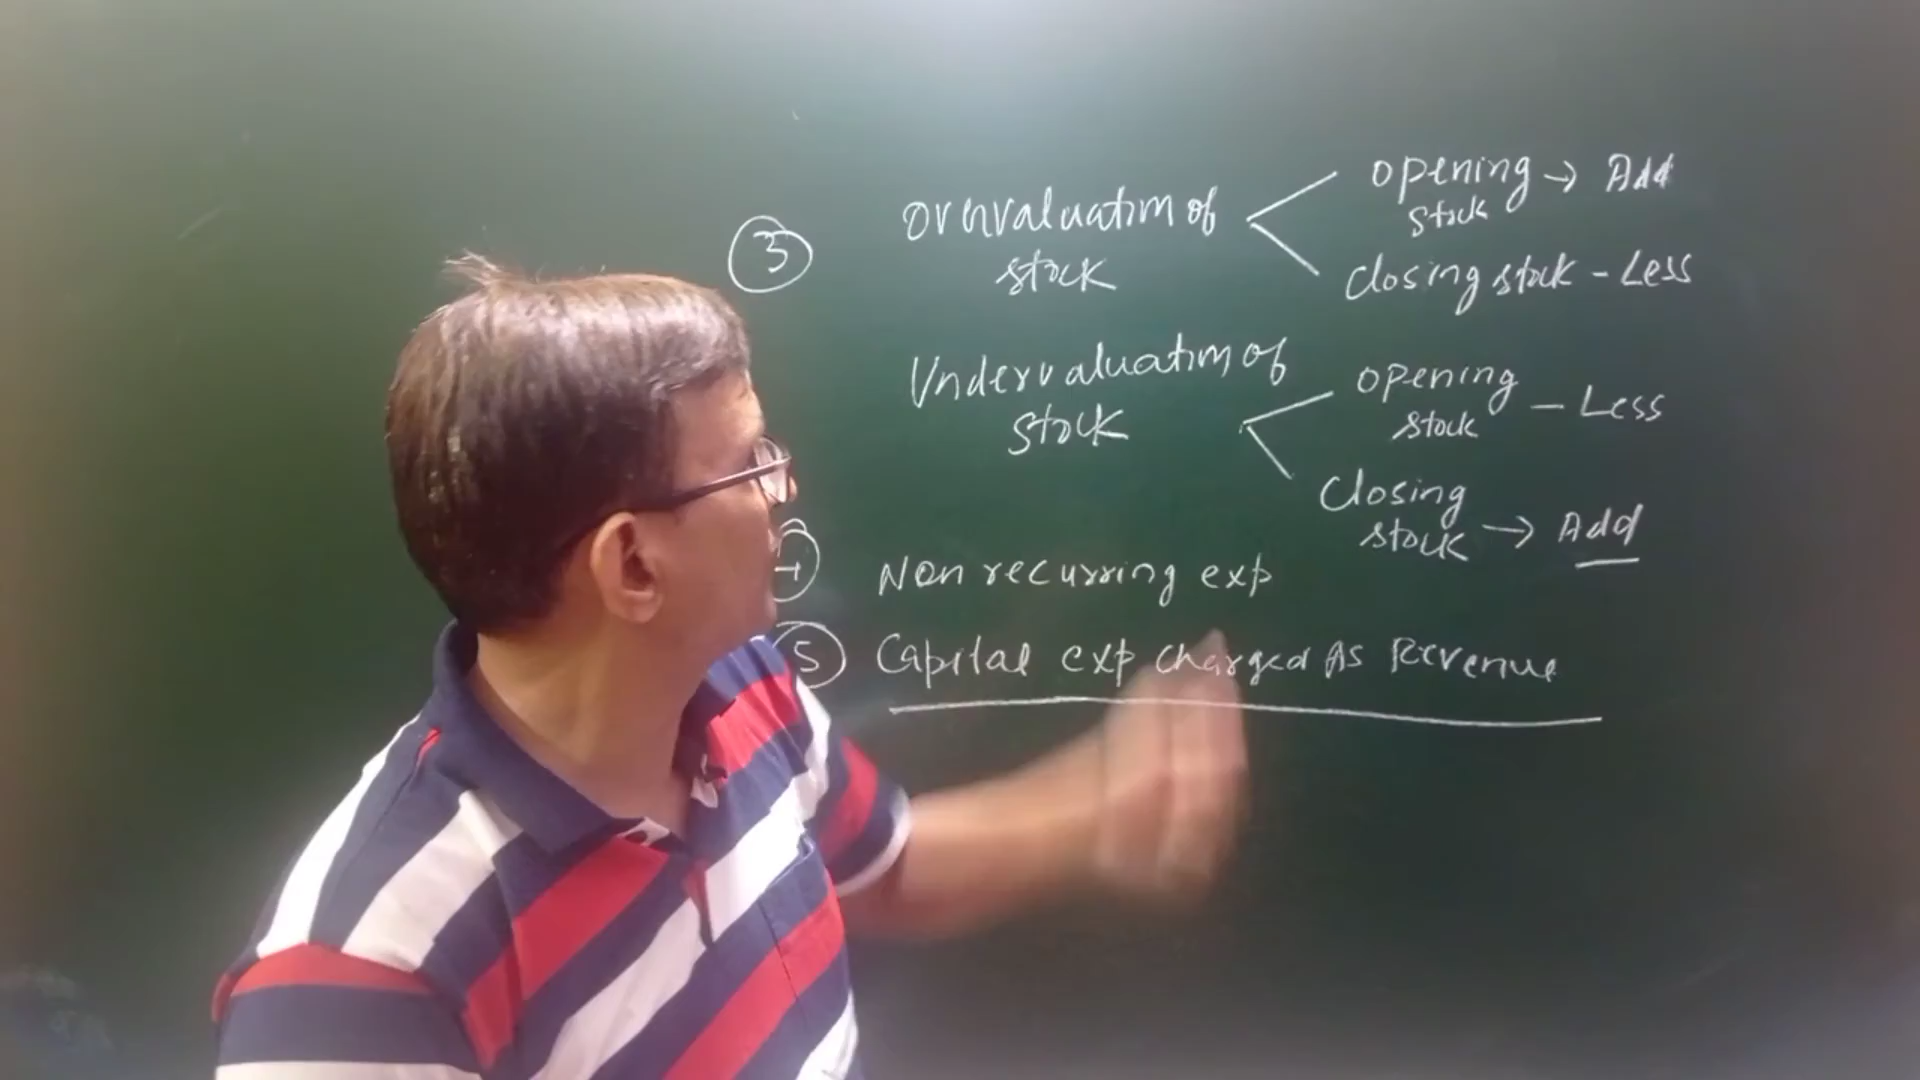 3
Overvaluation of
stock
opening → Add
stock
closing stock - Less
Undervaluation of
stock
opening
stock - Less
Closing
stock → Add
4 Non recurring exp
5 Capital exp charged As Revenue